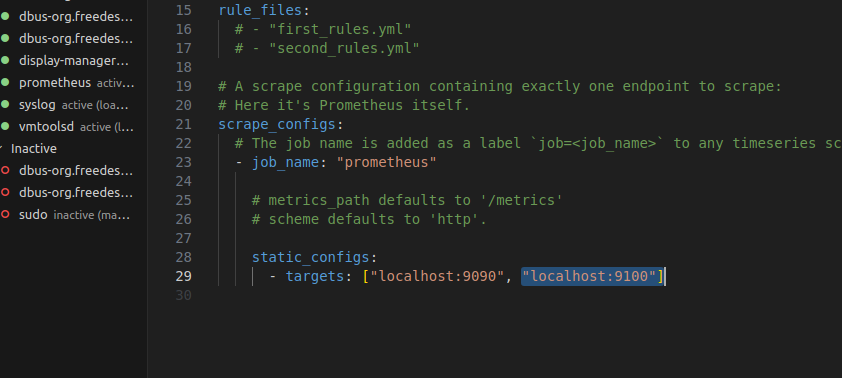 dbus-org.freedes...
dbus-org.freedes...
display-manager...
prometheus activ...
syslog active (loa...
vmtoolsd active (l...
Inactive
dbus-org.freedes...
dbus-org.freedes...
sudo inactive (ma...
15 rule_files:
16 # - "first_rules.yml"
17 # - "second_rules.yml"
18
19 # A scrape configuration containing exactly one endpoint to scrape:
20 # Here it's Prometheus itself.
21 scrape_configs:
22 # The job name is added as a label `job=<job_name>` to any timeseries sc
23 - job_name: "prometheus"
24
25 # metrics_path defaults to '/metrics'
26 # scheme defaults to 'http'.
27
28 static_configs:
29 - targets: ["localhost:9090", "localhost:9100"]
30